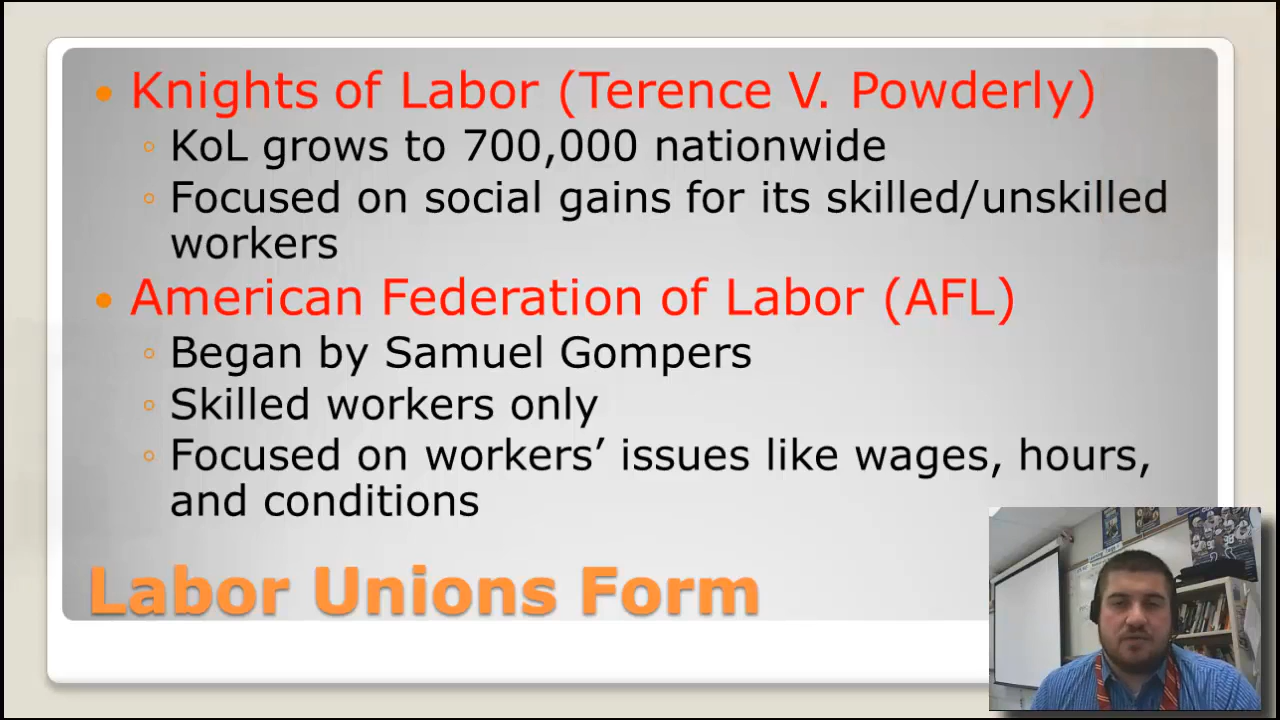 Knights of Labor (Terence V. Powderly)
KoL grows to 700,000 nationwide
Focused on social gains for its skilled/unskilled
workers
American Federation of Labor (AFL)
Began by Samuel Gompers
Skilled workers only
Focused on workers’ issues like wages, hours,
and conditions
Labor Unions Form